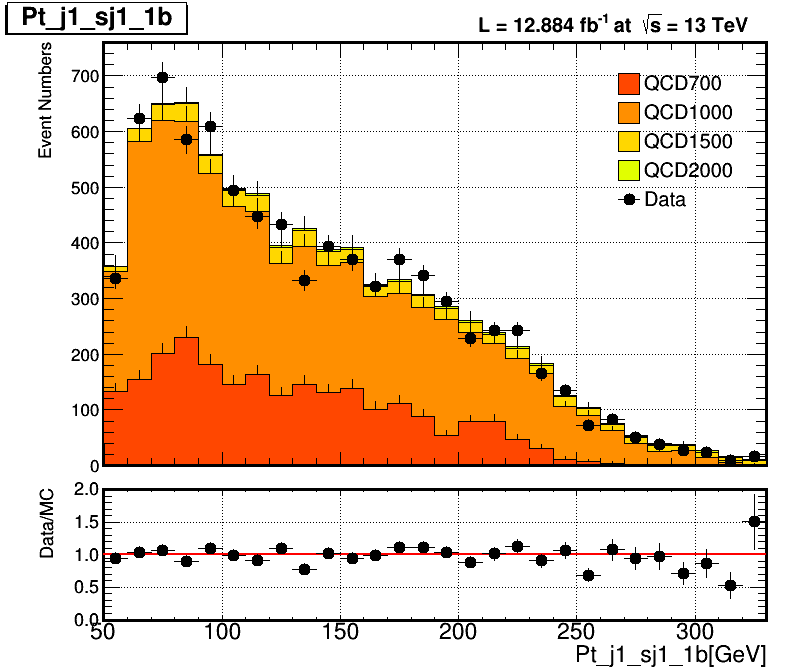 Pt_j1_sj1_1b
L = 12.884 fb-1 at √s = 13 TeV
Event Numbers
700
600
500
400
300
200
100
0
QCD700
QCD1000
QCD1500
QCD2000
Data
Data/MC
2.0
1.5
1.0
0.5
0.0
50
100
150
200
250
300
Pt_j1_sj1_1b[GeV]